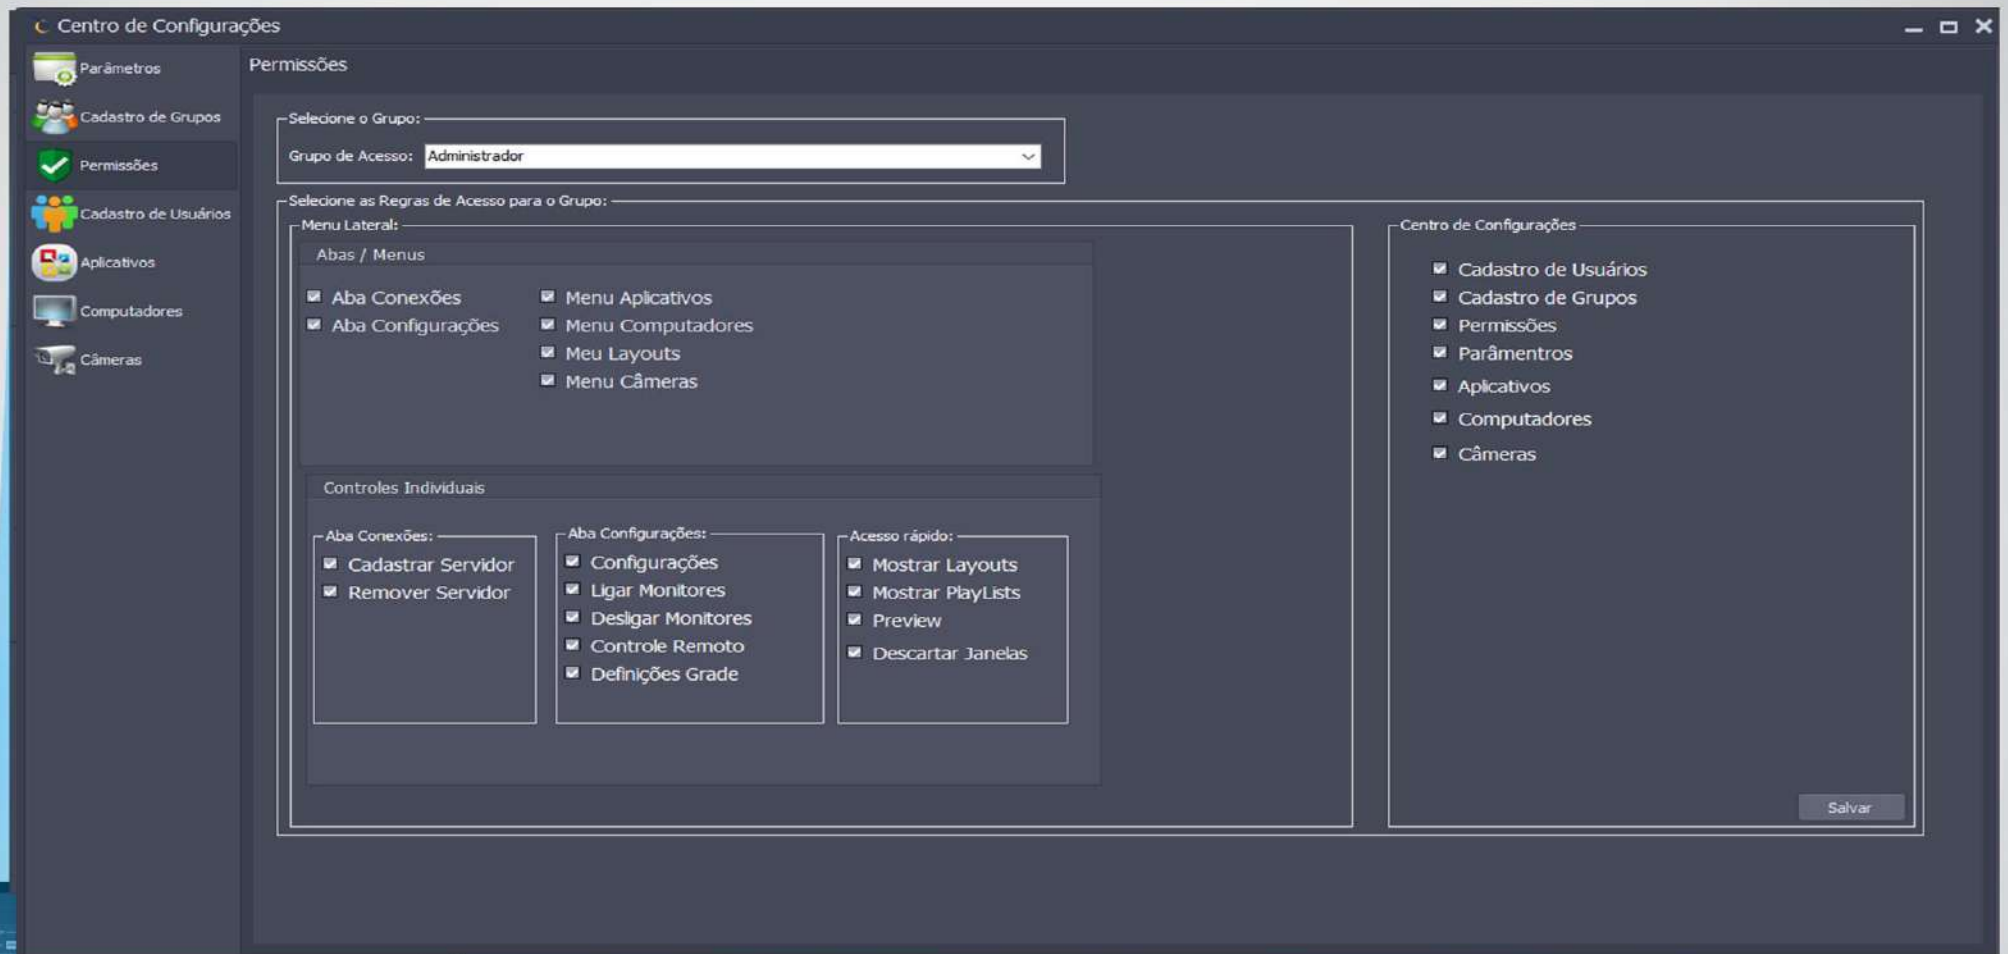 Centro de Configurações
Parâmetros
Cadastro de Grupos
Permissões
Cadastro de Usuários
Aplicativos
Computadores
Câmeras
Permissões
Selecione o Grupo:
Grupo de Acesso: Administrador
Selecione as Regras de Acesso para o Grupo:
Menu Lateral:
Abas / Menus
Aba Conexões
Aba Configurações
Menu Aplicativos
Menu Computadores
Meu Layouts
Menu Câmeras
Controles Individuais
Aba Conexões:
Cadastrar Servidor
Remover Servidor
Aba Configurações:
Configurações
Ligar Monitores
Desligar Monitores
Controle Remoto
Definições Grade
Acesso rápido:
Mostrar Layouts
Mostrar PlayLists
Preview
Descartar Janelas
Centro de Configurações
Cadastro de Usuários
Cadastro de Grupos
Permissões
Parâmentros
Aplicativos
Computadores
Câmeras
Salvar